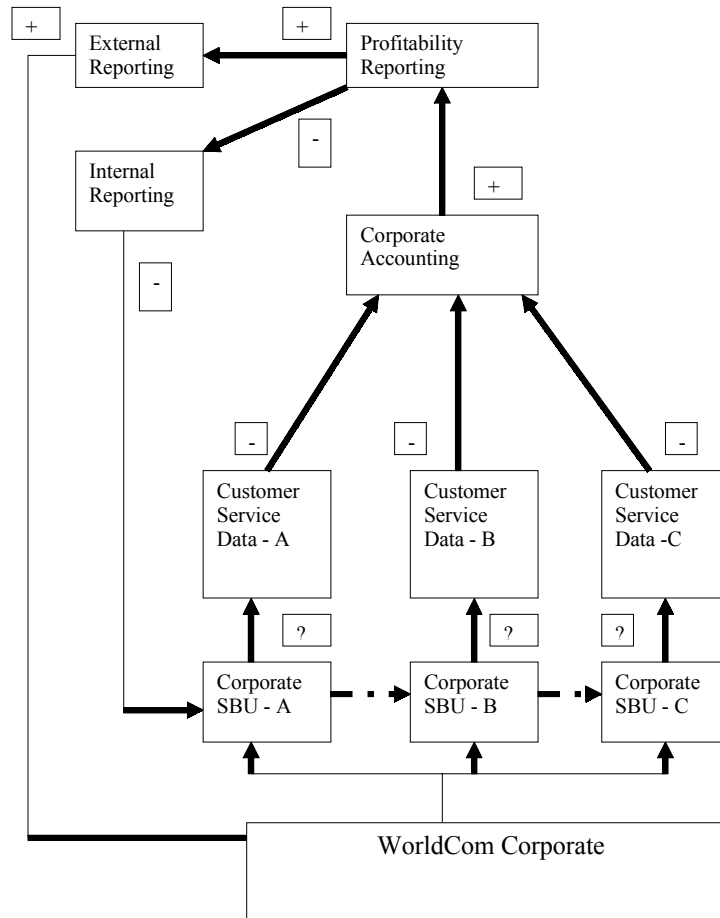 +
External
Reporting
+
Profitability
Reporting
-
Internal
Reporting
+
-
Corporate
Accounting
-
-
-
Customer
Service
Data - A
Customer
Service
Data - B
Customer
Service
Data -C
?
?
?
Corporate
SBU - A
Corporate
SBU - B
Corporate
SBU - C
WorldCom Corporate